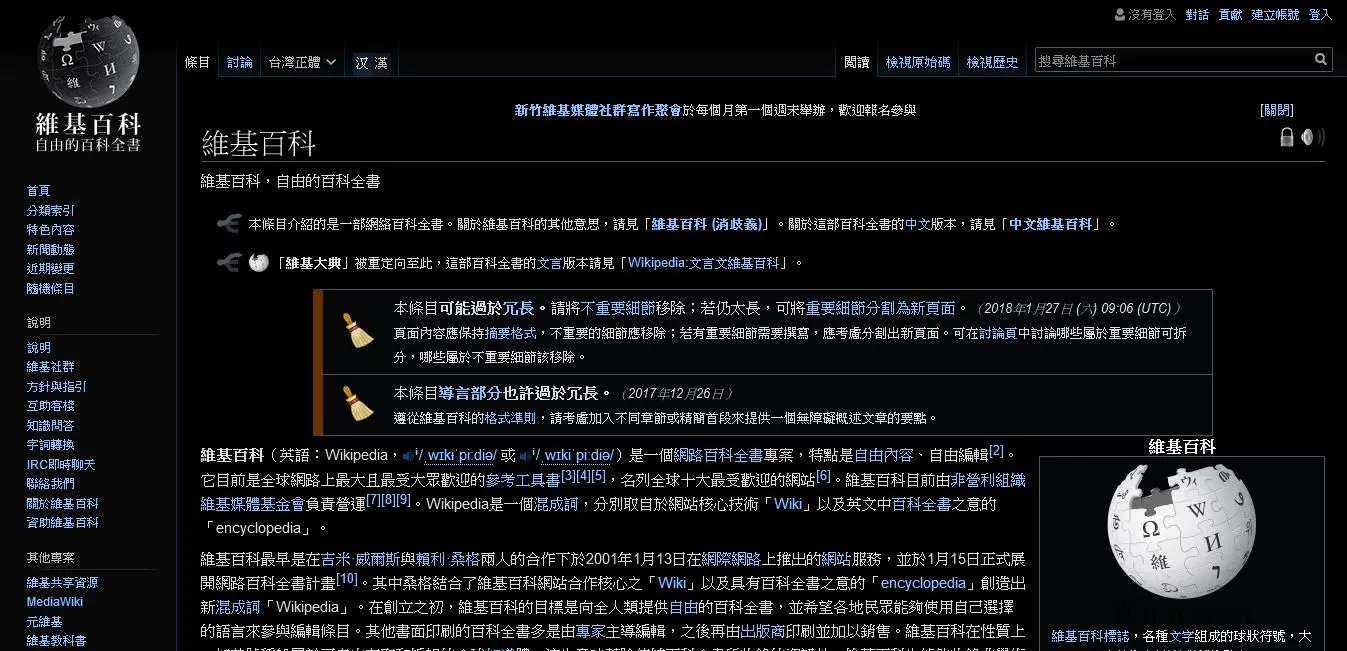 沒有登入 對話 貢獻 建立帳號 登入
條目 討論 台灣正體 汉 漢 閱讀 檢視原始碼 檢視歷史 搜尋維基百科
維基百科
自由的百科全書
新竹維基媒體社群寫作聚會於每個月第一個週末舉辦，歡迎報名參與
[關閉]
維基百科
維基百科，自由的百科全書
本條目介紹的是一部網絡百科全書。關於維基百科的其他意思，請見「維基百科 (消歧義)」。關於這部百科全書的中文版本，請見「中文維基百科」。
「維基大典」被重定向至此，這部百科全書的文言版本請見「Wikipedia:文言文維基百科」。
本條目可能過於冗長。請將不重要細節移除；若仍太長，可將重要細節分割為新頁面。（2018年1月27日 (六) 09:06 (UTC)）
頁面內容應保持摘要格式，不重要的細節應移除；若有重要細節需要撰寫，應考慮分割出新頁面。可在討論頁中討論哪些屬於重要細節可拆
分，哪些屬於不重要細節該移除。
本條目導言部分也許過於冗長。（2017年12月26日）
遵從維基百科的格式準則，請考慮加入不同章節或精簡首段來提供一個無障礙概述文章的要點。
維基百科（英語：Wikipedia，i/ˌwɪkɨˈpiːdiə/ 或 i/ˌwɪkiˈpiːdiə/）是一個網路百科全書專案，特點是自由內容、自由編輯[2]。
它目前是全球網路上最大且最受大眾歡迎的參考工具書[3][4][5]，名列全球十大最受歡迎的網站[6]。維基百科目前由非營利組織
維基媒體基金會負責營運[7][8][9]。Wikipedia是一個混成詞，分別取自於網站核心技術「Wiki」以及英文中百科全書之意的
「encyclopedia」。
維基百科最早是在吉米·威爾斯與賴利·桑格兩人的合作下於2001年1月13日在網際網路上推出的網站服務，並於1月15日正式展
開網路百科全書計畫[10]。其中桑格結合了維基百科網站合作核心之「Wiki」以及具有百科全書之意的「encyclopedia」創造出
新混成詞「Wikipedia」。在創立之初，維基百科的目標是向全人類提供自由的百科全書，並希望各地民眾能夠使用自己選擇
的語言來參與編輯條目。其他書面印刷的百科全書多是由專家主導編輯，之後再由出版商印刷並加以銷售。維基百科在性質上
維基百科
Ω W 維 И 7
維基百科標誌，各種文字組成的球狀符號，大
首頁
分類索引
特色內容
新聞動態
近期變更
隨機條目
說明
說明
維基社群
方針與指引
互助客棧
知識問答
字詞轉換
IRC即時聊天
聯絡我們
關於維基百科
資助維基百科
其他專案
維基共享資源
MediaWiki
元維基
維基教科書